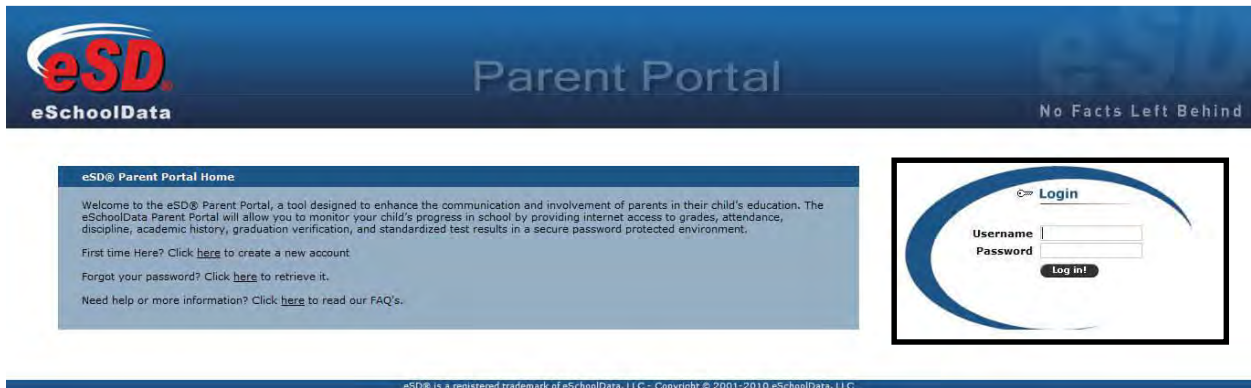 eSD®
eSchoolData
Parent Portal
No Facts Left Behind
eSD® Parent Portal Home
Welcome to the eSD® Parent Portal, a tool designed to enhance the communication and involvement of parents in their child's education. The
eSchoolData Parent Portal will allow you to monitor your child's progress in school by providing internet access to grades, attendance,
discipline, academic history, graduation verification, and standardized test results in a secure password protected environment.
First time Here? Click here to create a new account
Forgot your password? Click here to retrieve it.
Need help or more information? Click here to read our FAQ's.
Login
Username
Password
Log in!
eSD® is a registered trademark of eSchoolData, LLC - Copyright © 2001-2010 eSchoolData, LLC